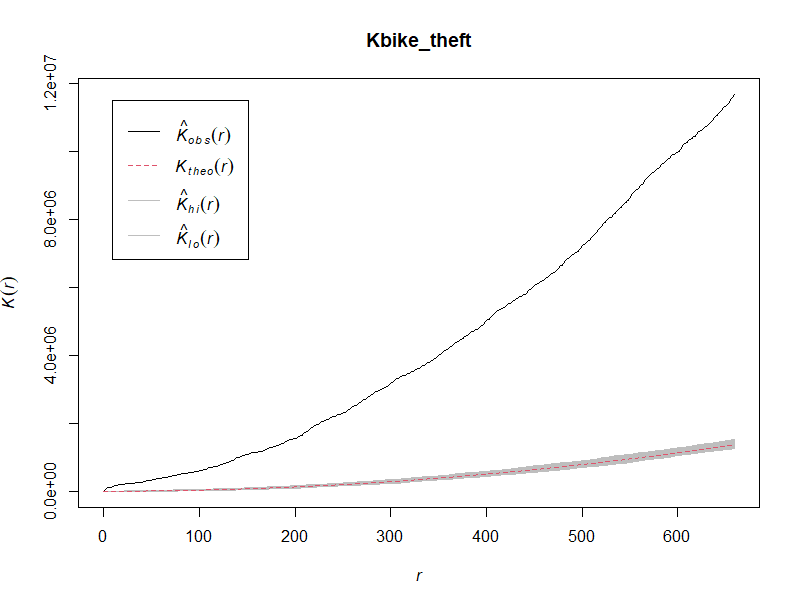 Kbike_theft
K̂obs(r)
Ktheo(r)
K̂hi(r)
K̂lo(r)
K(r)
1.2e+07
8.0e+06
4.0e+06
0.0e+00
0 100 200 300 400 500 600
r